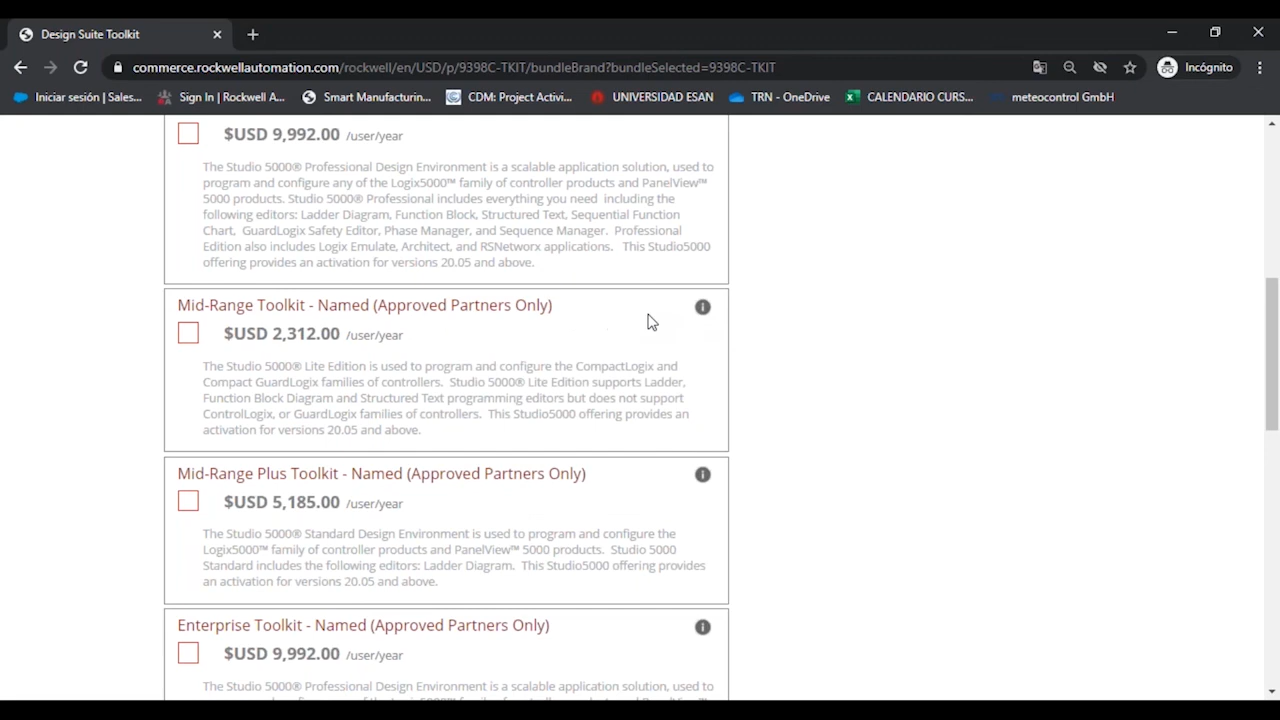 Design Suite Toolkit
commerce.rockwellautomation.com/rockwell/en/USD/p/9398C-TKIT/bundleBrand?bundleSelected=9398C-TKIT
Incógnito
Iniciar sesión | Sales...
Sign In | Rockwell A...
Smart Manufacturin...
CDM: Project Activi...
UNIVERSIDAD ESAN
TRN - OneDrive
CALENDARIO CURS...
meteocontrol GmbH
$USD 9,992.00 /user/year
The Studio 5000® Professional Design Environment is a scalable application solution, used to
program and configure any of the Logix5000™ family of controller products and PanelView™
5000 products. Studio 5000® Professional includes everything you need including the
following editors: Ladder Diagram, Function Block, Structured Text, Sequential Function
Chart, GuardLogix Safety Editor, Phase Manager, and Sequence Manager. Professional
Edition also includes Logix Emulate, Architect, and RSNetworx applications. This Studio5000
offering provides an activation for versions 20.05 and above.
Mid-Range Toolkit - Named (Approved Partners Only)
$USD 2,312.00 /user/year
The Studio 5000® Lite Edition is used to program and configure the CompactLogix and
Compact GuardLogix families of controllers. Studio 5000® Lite Edition supports Ladder,
Function Block Diagram and Structured Text programming editors but does not support
ControlLogix, or GuardLogix families of controllers. This Studio5000 offering provides an
activation for versions 20.05 and above.
Mid-Range Plus Toolkit - Named (Approved Partners Only)
$USD 5,185.00 /user/year
The Studio 5000® Standard Design Environment is used to program and configure the
Logix5000™ family of controller products and PanelView™ 5000 products. Studio 5000
Standard includes the following editors: Ladder Diagram. This Studio5000 offering provides
an activation for versions 20.05 and above.
Enterprise Toolkit - Named (Approved Partners Only)
$USD 9,992.00 /user/year
The Studio 5000® Professional Design Environment is a scalable application solution, used to